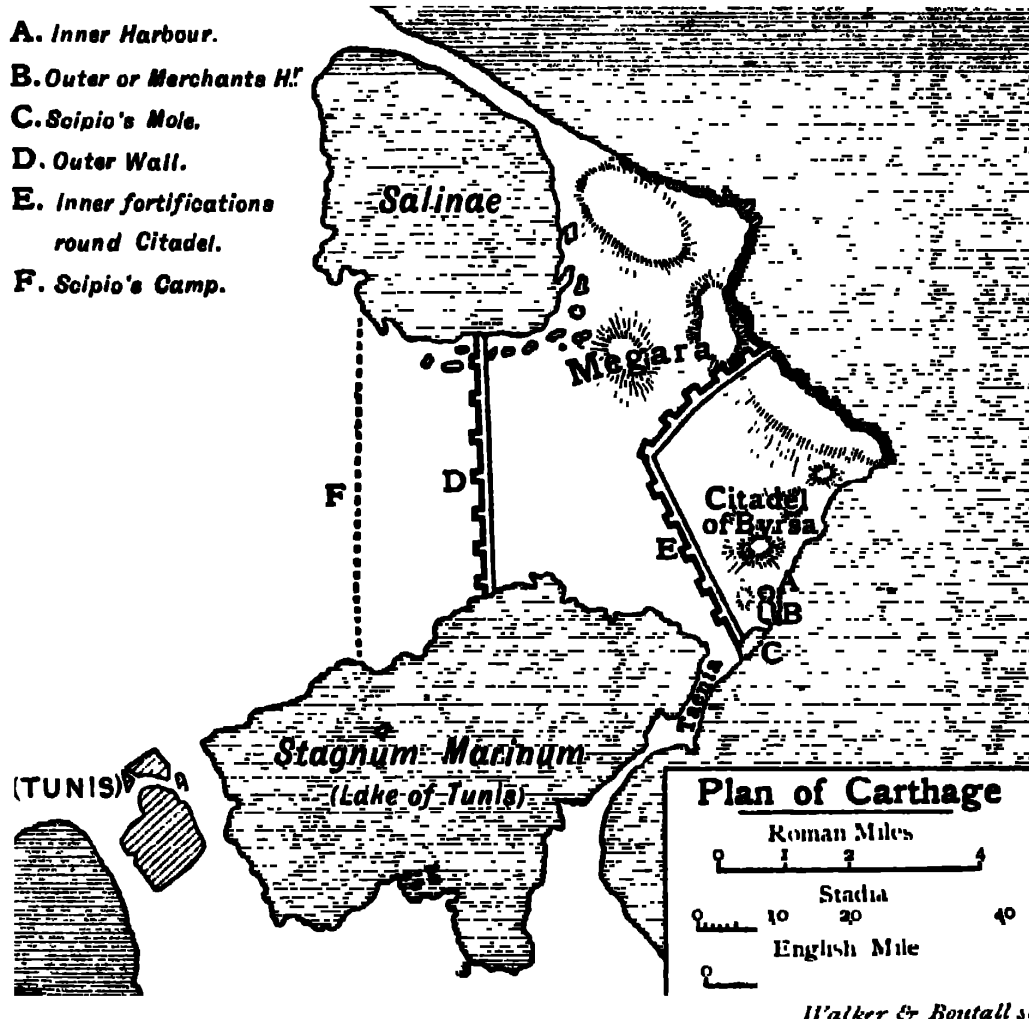 A. Inner Harbour.
B. Outer or Merchants Hr.
C. Scipio's Mole.
D. Outer Wall.
E. Inner fortifications
round Citadel.
F. Scipio's Camp.
Salinae
Megara
F
D
Citadel
of Byrsa
E
A
B
C
Taenia
Stagnum Marinum
(Lake of Tunis)
(TUNIS)
Plan of Carthage
Roman Miles
0 1 2 4
Stadia
0 10 20 40
English Mile
0
Walker & Boutall